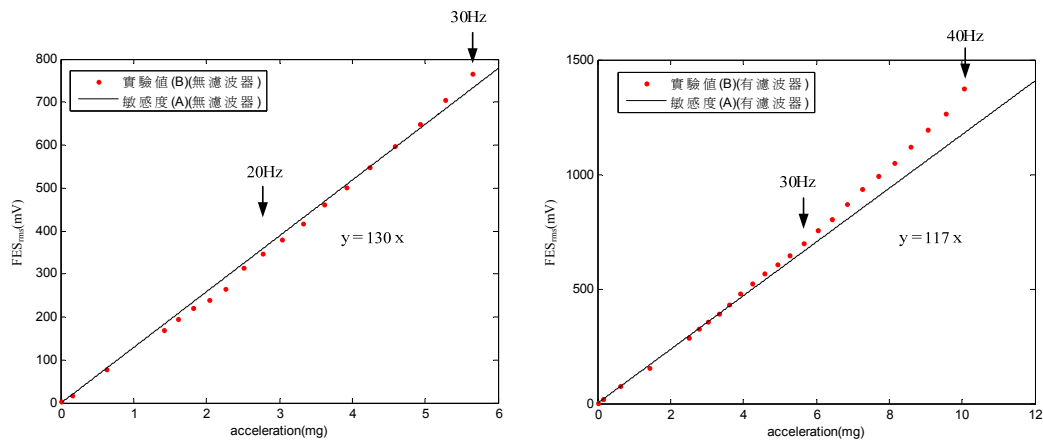 30Hz
800
實驗值(B)(無濾波器)
敏感度(A)(無濾波器)
700
600
500
20Hz
400
y = 130 x
300
200
100
0
FESrms(mV)
0 1 2 3 4 5 6
acceleration(mg)
40Hz
1500
實驗值(B)(有濾波器)
敏感度(A)(有濾波器)
1000
30Hz
y = 117 x
500
0
FESrms(mV)
0 2 4 6 8 10 12
acceleration(mg)